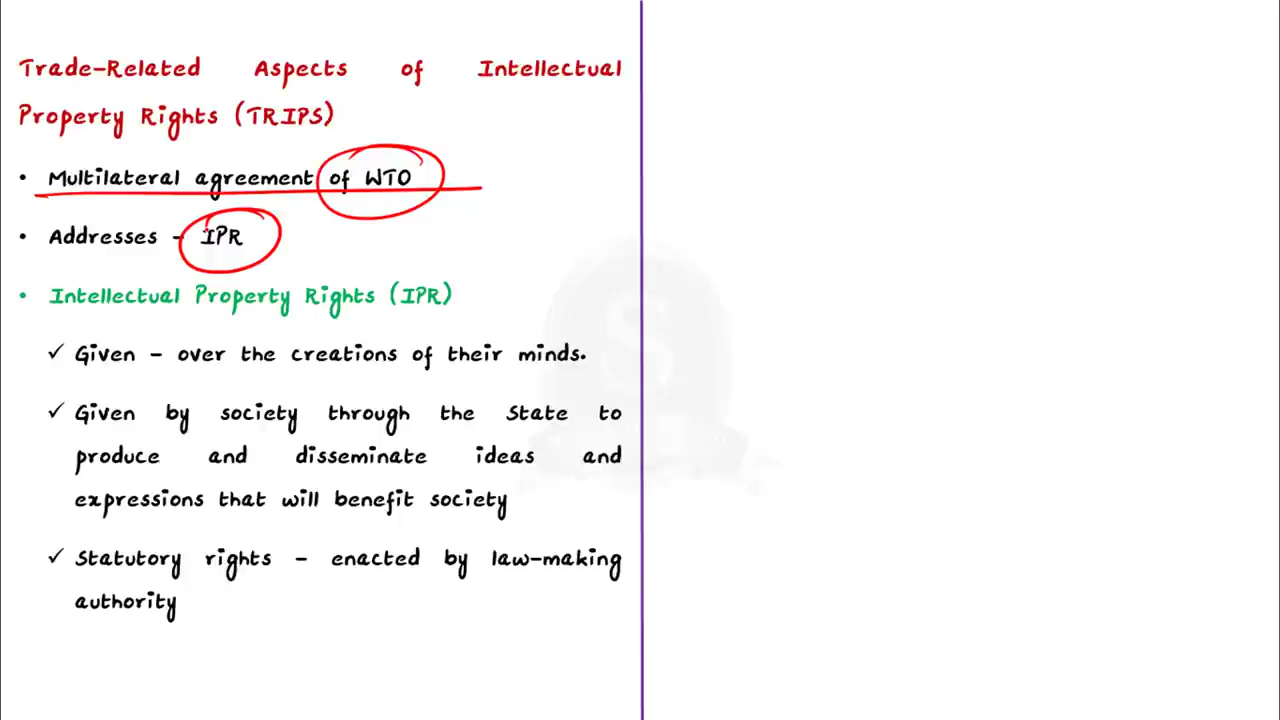 Trade-Related Aspects of Intellectual
Property Rights (TRIPS)
• Multilateral agreement of WTO
• Addresses - IPR
• Intellectual Property Rights (IPR)
✓ Given - over the creations of their minds.
✓ Given by society through the State to
produce and disseminate ideas and
expressions that will benefit society
✓ Statutory rights - enacted by law-making
authority